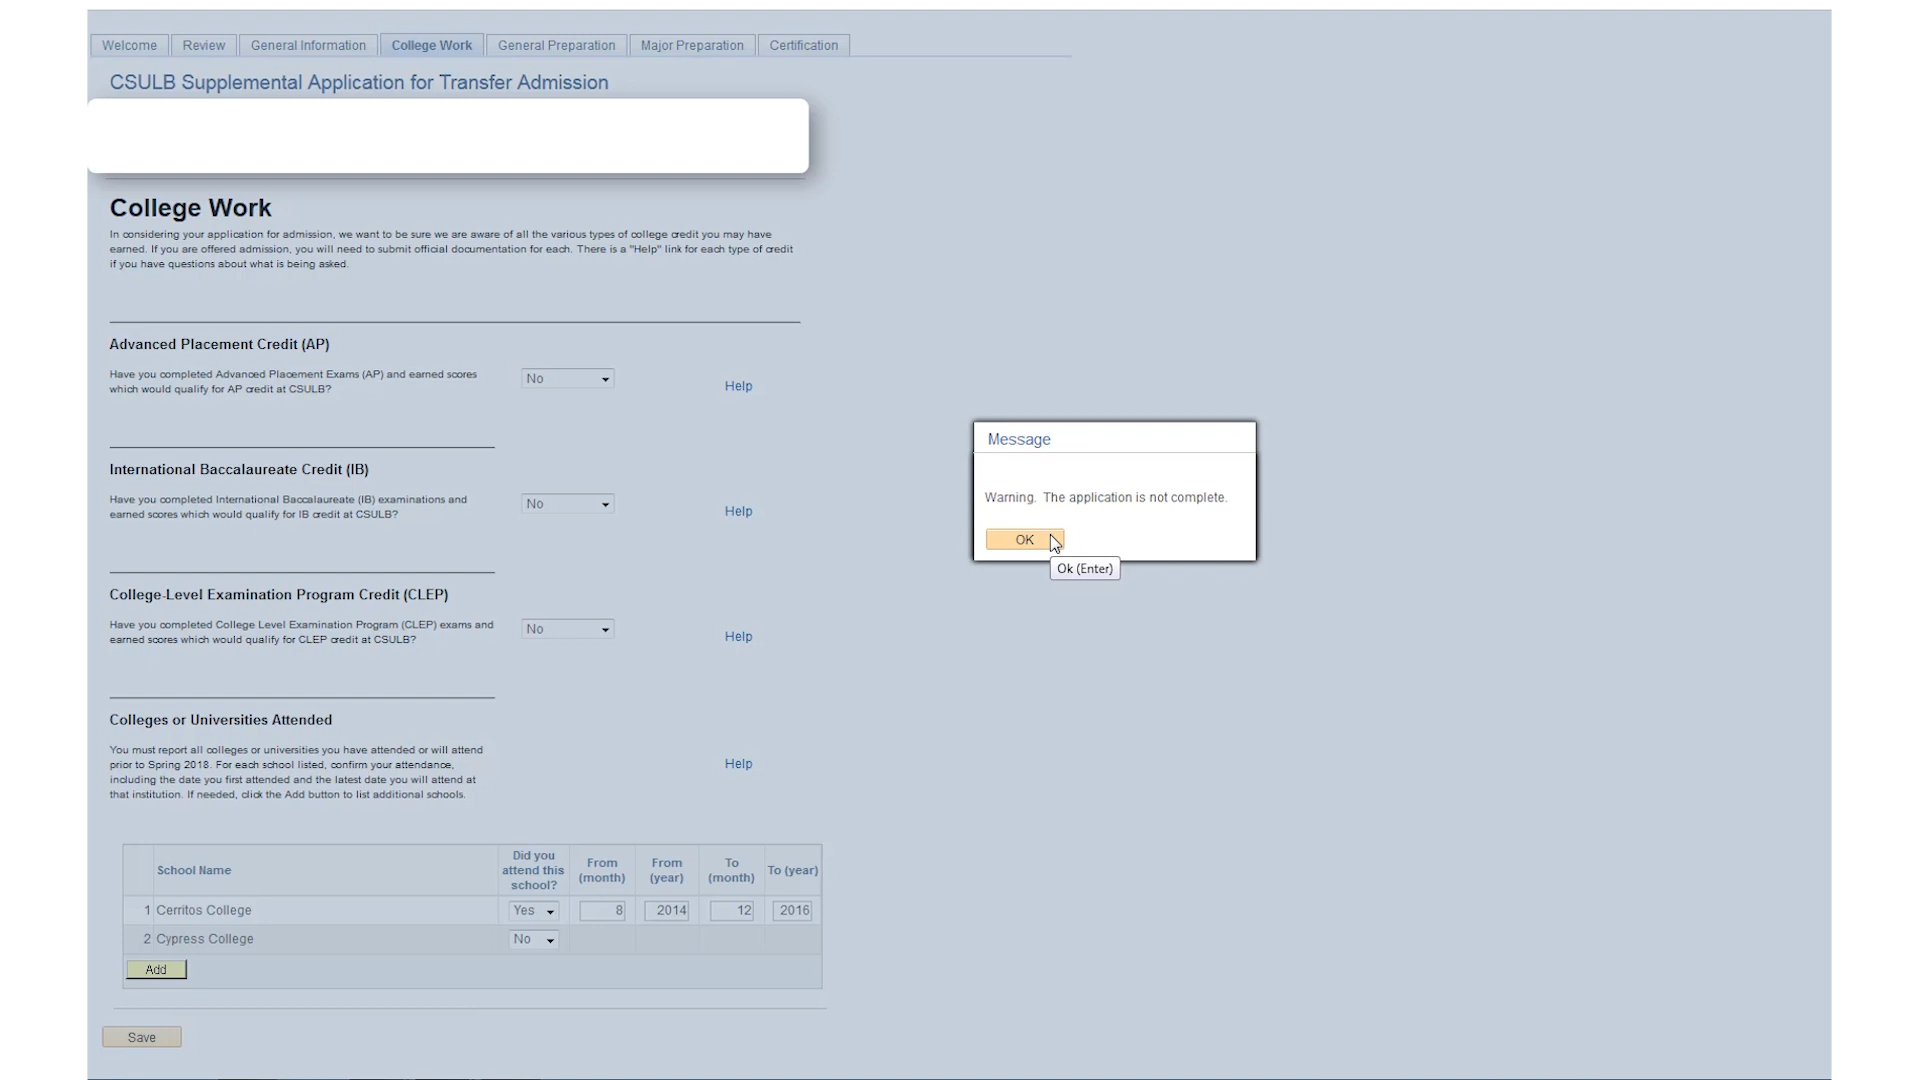 Welcome Review General Information College Work General Preparation Major Preparation Certification
CSULB Supplemental Application for Transfer Admission
College Work
In considering your application for admission, we want to be sure we are aware of all the various types of college credit you may have
earned. If you are offered admission, you will need to submit official documentation for each. There is a "Help" link for each type of credit
if you have questions about what is being asked.
Advanced Placement Credit (AP)
Have you completed Advanced Placement Exams (AP) and earned scores
which would qualify for AP credit at CSULB?
No
Help
International Baccalaureate Credit (IB)
Have you completed International Baccalaureate (IB) examinations and
earned scores which would qualify for IB credit at CSULB?
No
Help
College-Level Examination Program Credit (CLEP)
Have you completed College Level Examination Program (CLEP) exams and
earned scores which would qualify for CLEP credit at CSULB?
No
Help
Colleges or Universities Attended
You must report all colleges or universities you have attended or will attend
prior to Spring 2018. For each school listed, confirm your attendance,
including the date you first attended and the latest date you will attend at
that institution. If needed, click the Add button to list additional schools.
Help
School Name
Did you
attend this
school?
From
(month)
From
(year)
To
(month)
To (year)
1 Cerritos College Yes 8 2014 12 2016
2 Cypress College No
Add
Save
Message
Warning. The application is not complete.
OK
Ok (Enter)